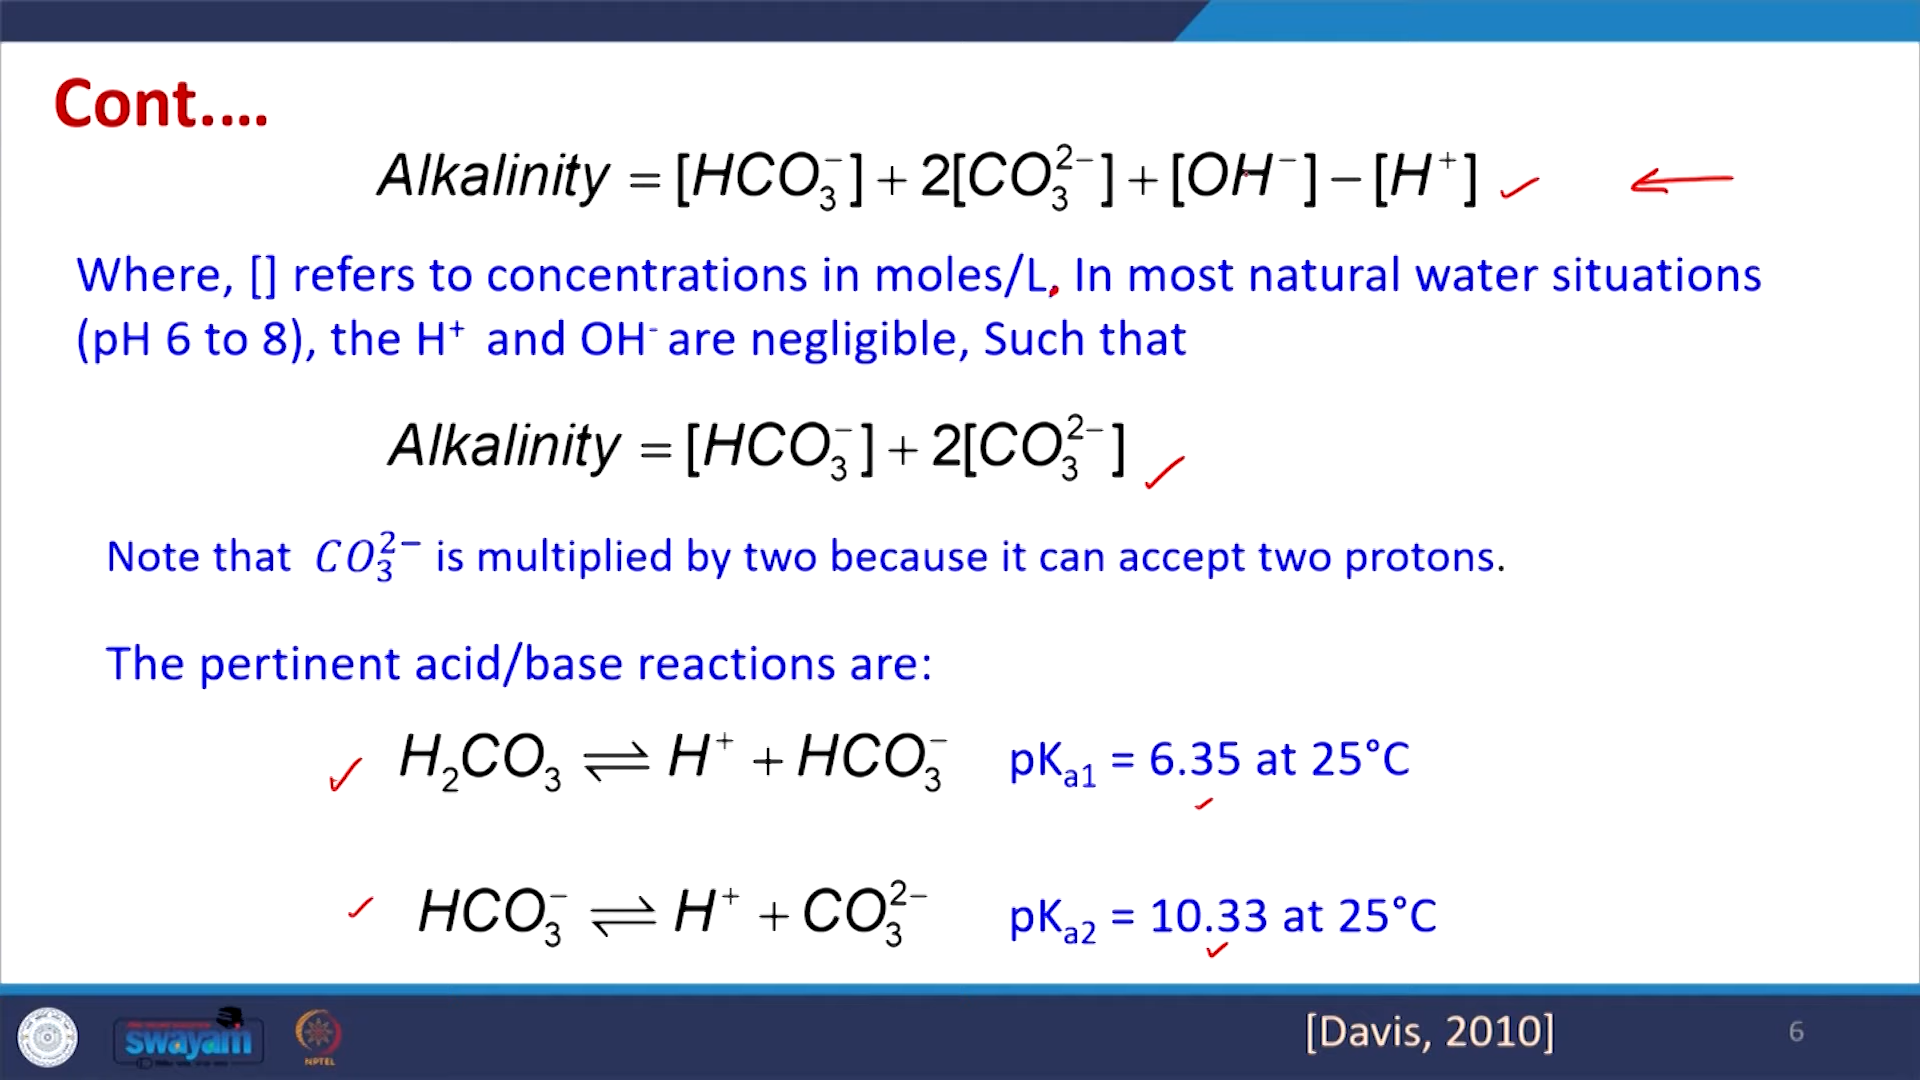 Cont.…
Alkalinity = [HCO₃⁻] + 2[CO₃²⁻] + [OH⁻] − [H⁺]
Where, [] refers to concentrations in moles/L, In most natural water situations
(pH 6 to 8), the H⁺ and OH⁻ are negligible, Such that
Alkalinity = [HCO₃⁻] + 2[CO₃²⁻]
Note that CO₃²⁻ is multiplied by two because it can accept two protons.
The pertinent acid/base reactions are:
H₂CO₃ ⇌ H⁺ + HCO₃⁻ pKₐ₁ = 6.35 at 25°C
HCO₃⁻ ⇌ H⁺ + CO₃²⁻ pKₐ₂ = 10.33 at 25°C
swayam
NPTEL
[Davis, 2010]
6